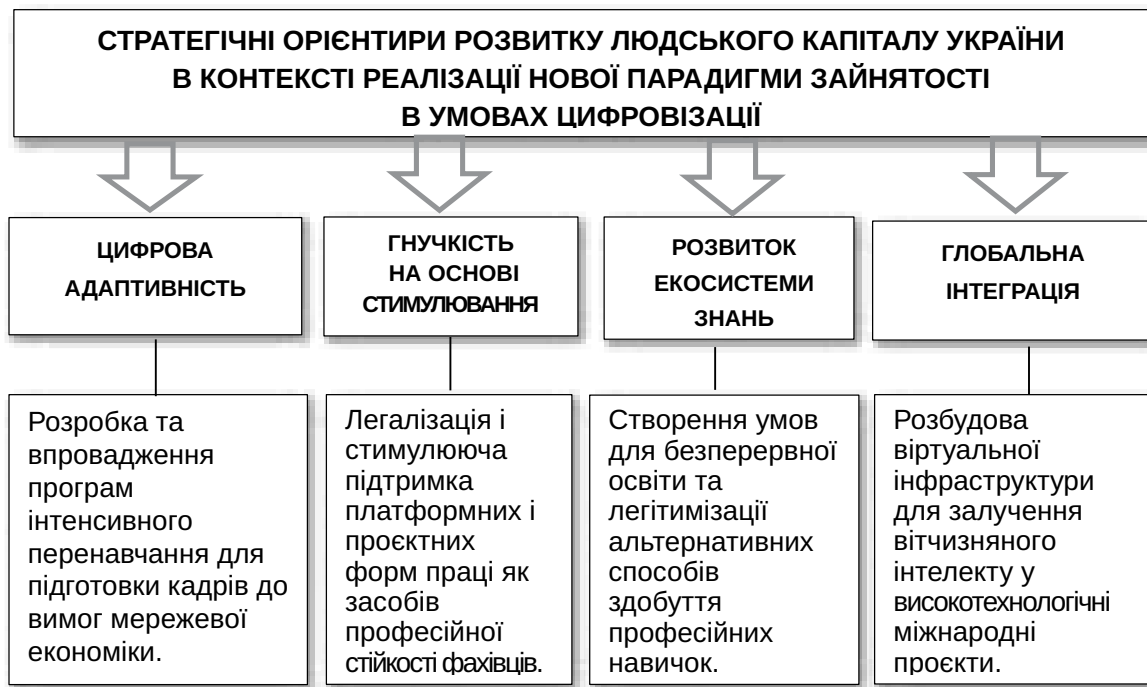 СТРАТЕГІЧНІ ОРІЄНТИРИ РОЗВИТКУ ЛЮДСЬКОГО КАПІТАЛУ УКРАЇНИ
В КОНТЕКСТІ РЕАЛІЗАЦІЇ НОВОЇ ПАРАДИГМИ ЗАЙНЯТОСТІ
В УМОВАХ ЦИФРОВІЗАЦІЇ
ЦИФРОВА
АДАПТИВНІСТЬ
ГНУЧКІСТЬ
НА ОСНОВІ
СТИМУЛЮВАННЯ
РОЗВИТОК
ЕКОСИСТЕМИ
ЗНАНЬ
ГЛОБАЛЬНА
ІНТЕГРАЦІЯ
Розробка та
впровадження
програм
інтенсивного
перенавчання для
підготовки кадрів до
вимог мережевої
економіки.
Легалізація і
стимулююча
підтримка
платформних і
проєктних
форм праці як
засобів
професійної
стійкості фахівців.
Створення умов
для безперервної
освіти та
легітимізації
альтернативних
способів
здобуття
професійних
навичок.
Розбудова
віртуальної
інфраструктури
для залучення
вітчизняного
інтелекту у
високотехнологічні
міжнародні
проєкти.